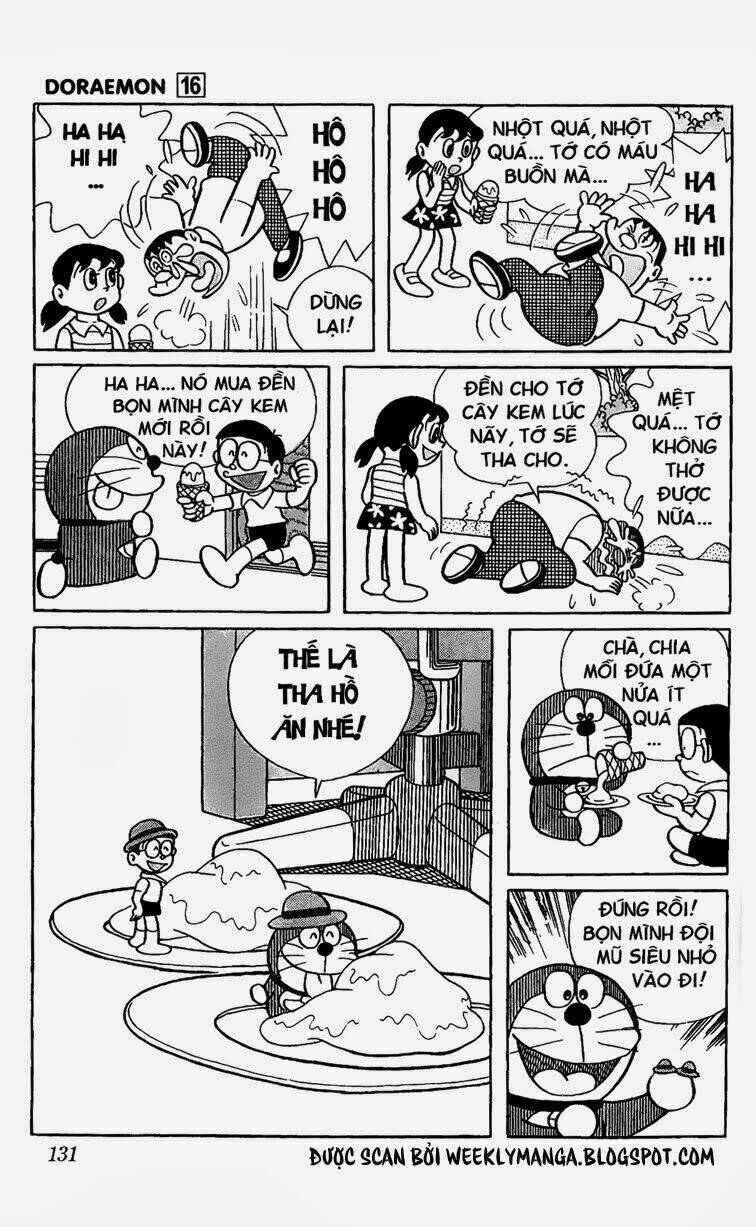 DORAEMON 16
NHỘT QUÁ, NHỘT
QUÁ... TỚ CÓ MÁU
BUỒN MÀ...
HA
HA
HI HI
...
HÔ
HÔ
HÔ
DỪNG
LẠI!
HA HA
HI HI
...
MỆT
QUÁ... TỚ
KHÔNG
THỞ
ĐƯỢC
NỮA...
ĐỀN CHO TỚ
CÂY KEM LÚC
NÃY, TỚ SẼ
THA CHO.
HA HA... NÓ MUA ĐỀN
BỌN MÌNH CÂY KEM
MỚI RỒI
NÀY!
CHÀ, CHIA
MỖI ĐỨA MỘT
NỬA ÍT
QUÁ
...
ĐÚNG RỒI!
BỌN MÌNH ĐỘI
MŨ SIÊU NHỎ
VÀO ĐI!
THẾ LÀ
THA HỒ
ĂN NHÉ!
131
ĐƯỢC SCAN BỞI WEEKLYMANGA.BLOGSPOT.COM